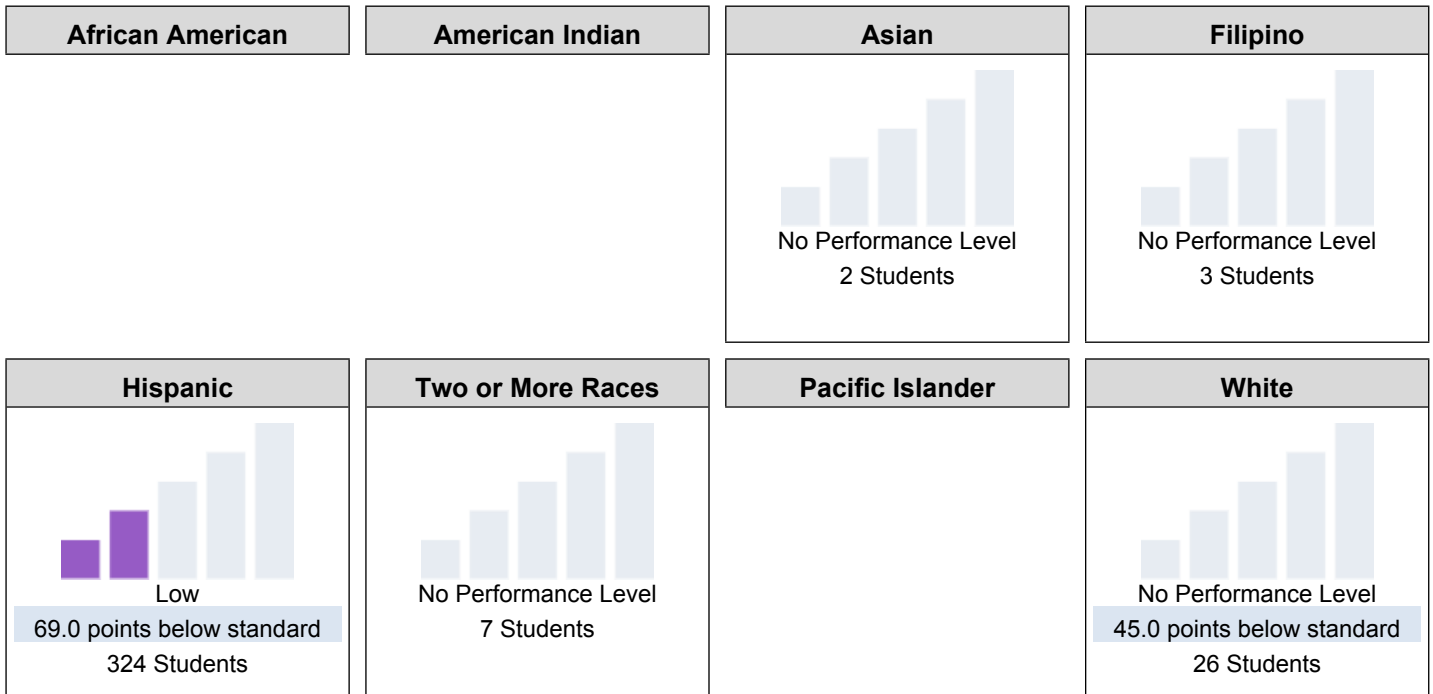 African American
American Indian
Asian
Filipino
No Performance Level
2 Students
No Performance Level
3 Students
Hispanic
Two or More Races
Pacific Islander
White
Low
69.0 points below standard
324 Students
No Performance Level
7 Students
No Performance Level
45.0 points below standard
26 Students